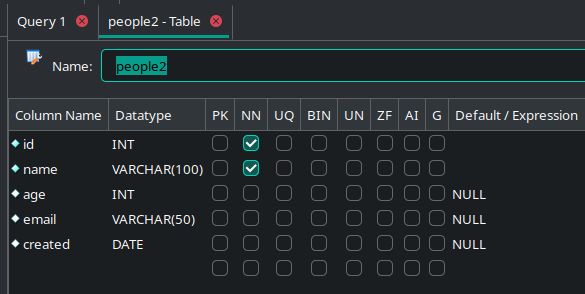 Query 1 people2 - Table
Name: people2
Column Name Datatype PK NN UQ BIN UN ZF AI G Default / Expression
id INT
name VARCHAR(100)
age INT NULL
email VARCHAR(50) NULL
created DATE NULL